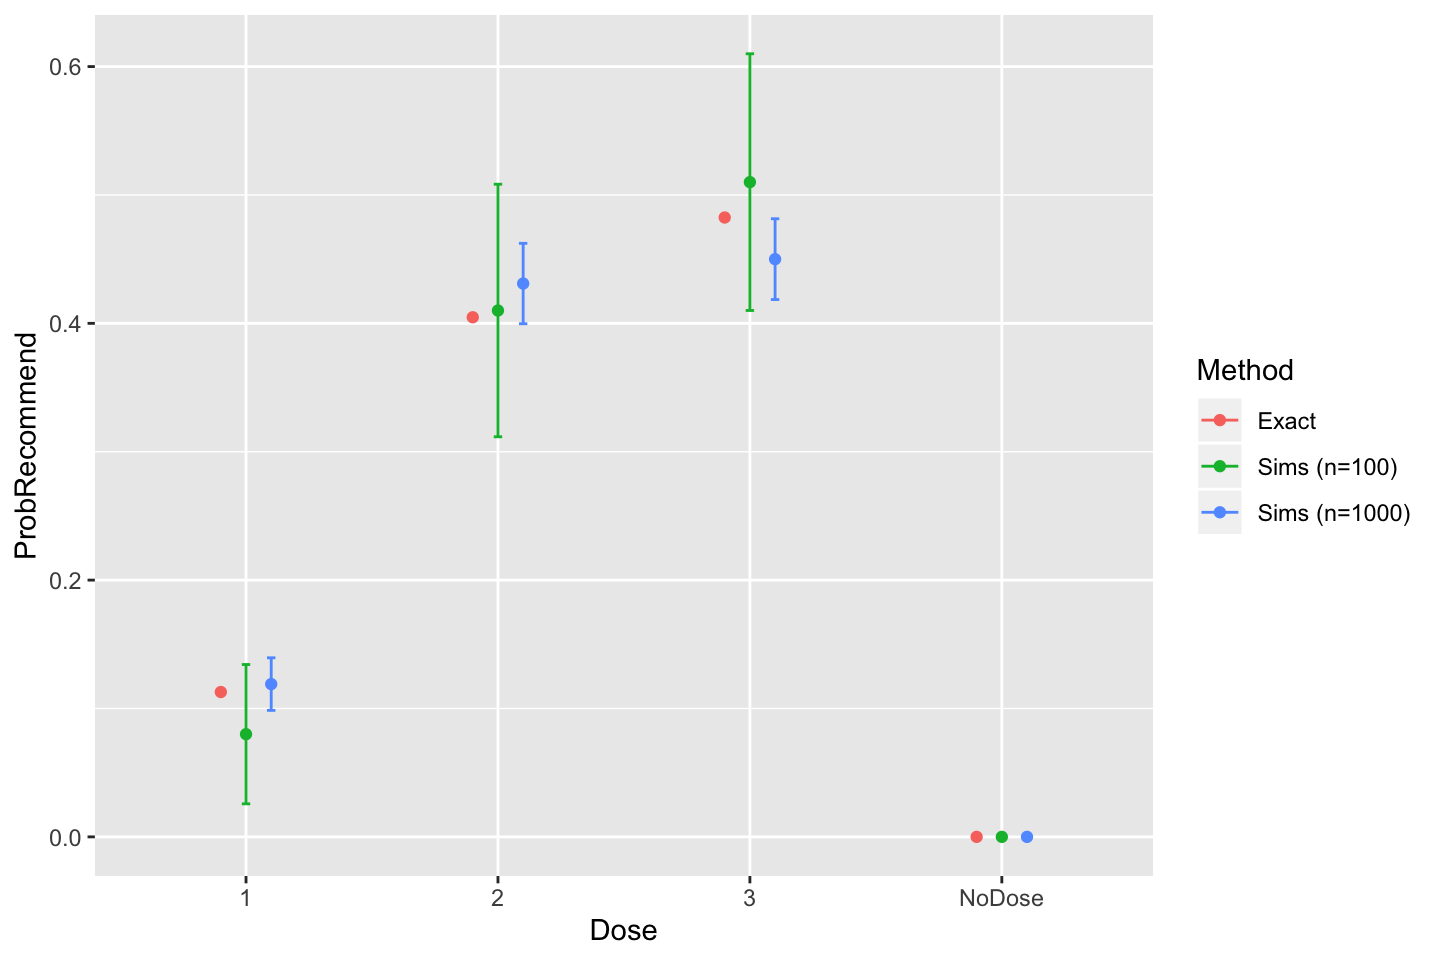 ProbRecommend
0.6
0.4
0.2
0.0
1 2 3 NoDose
Dose
Method
Exact
Sims (n=100)
Sims (n=1000)